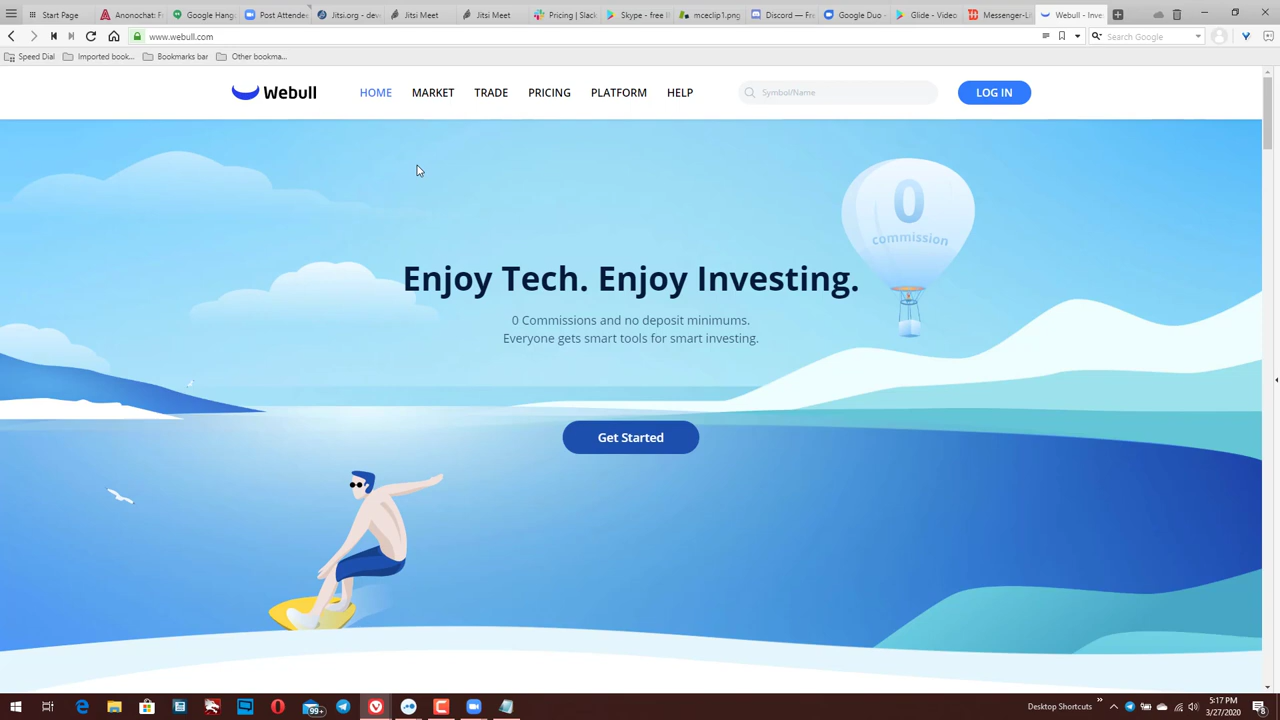 Start Page
Anonochat: F
Google Hang
Post Attende
Jitsi.org - dev
Jitsi Meet
Jitsi Meet
Pricing | Slack
Skype - free I
mceclip1.png
Discord — Fr
Google Duo -
Glide - Video
Messenger-Li
Webull - Inve
www.webull.com
Search Google
Speed Dial
Imported book...
Bookmarks bar
Other bookma...
Webull
HOME
MARKET
TRADE
PRICING
PLATFORM
HELP
Symbol/Name
LOG IN
0
commission
Enjoy Tech. Enjoy Investing.
0 Commissions and no deposit minimums.
Everyone gets smart tools for smart investing.
Get Started
99+
Desktop Shortcuts
5:17 PM
3/27/2020
8